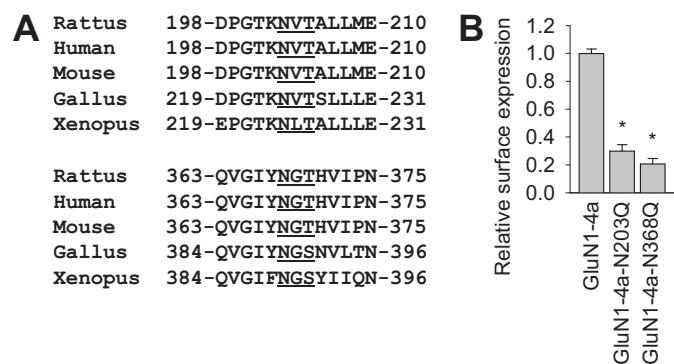 A
Rattus 198-DPGTKNVTALLME-210
Human 198-DPGTKNVTALLME-210
Mouse 198-DPGTKNVTALLME-210
Gallus 219-DPGTKNVTSLLLE-231
Xenopus 219-EPGTKNLTALLLE-231
Rattus 363-QVGIYNGTHVIPN-375
Human 363-QVGIYNGTHVIPN-375
Mouse 363-QVGIYNGTHVIPN-375
Gallus 384-QVGIYNGSNVLTN-396
Xenopus 384-QVGIFNGSYIIQN-396
B
Relative surface expression
1.2
1.0
0.8
0.6
0.4
0.2
0.0
* *
GluN1-4a
GluN1-4a-N203Q
GluN1-4a-N368Q